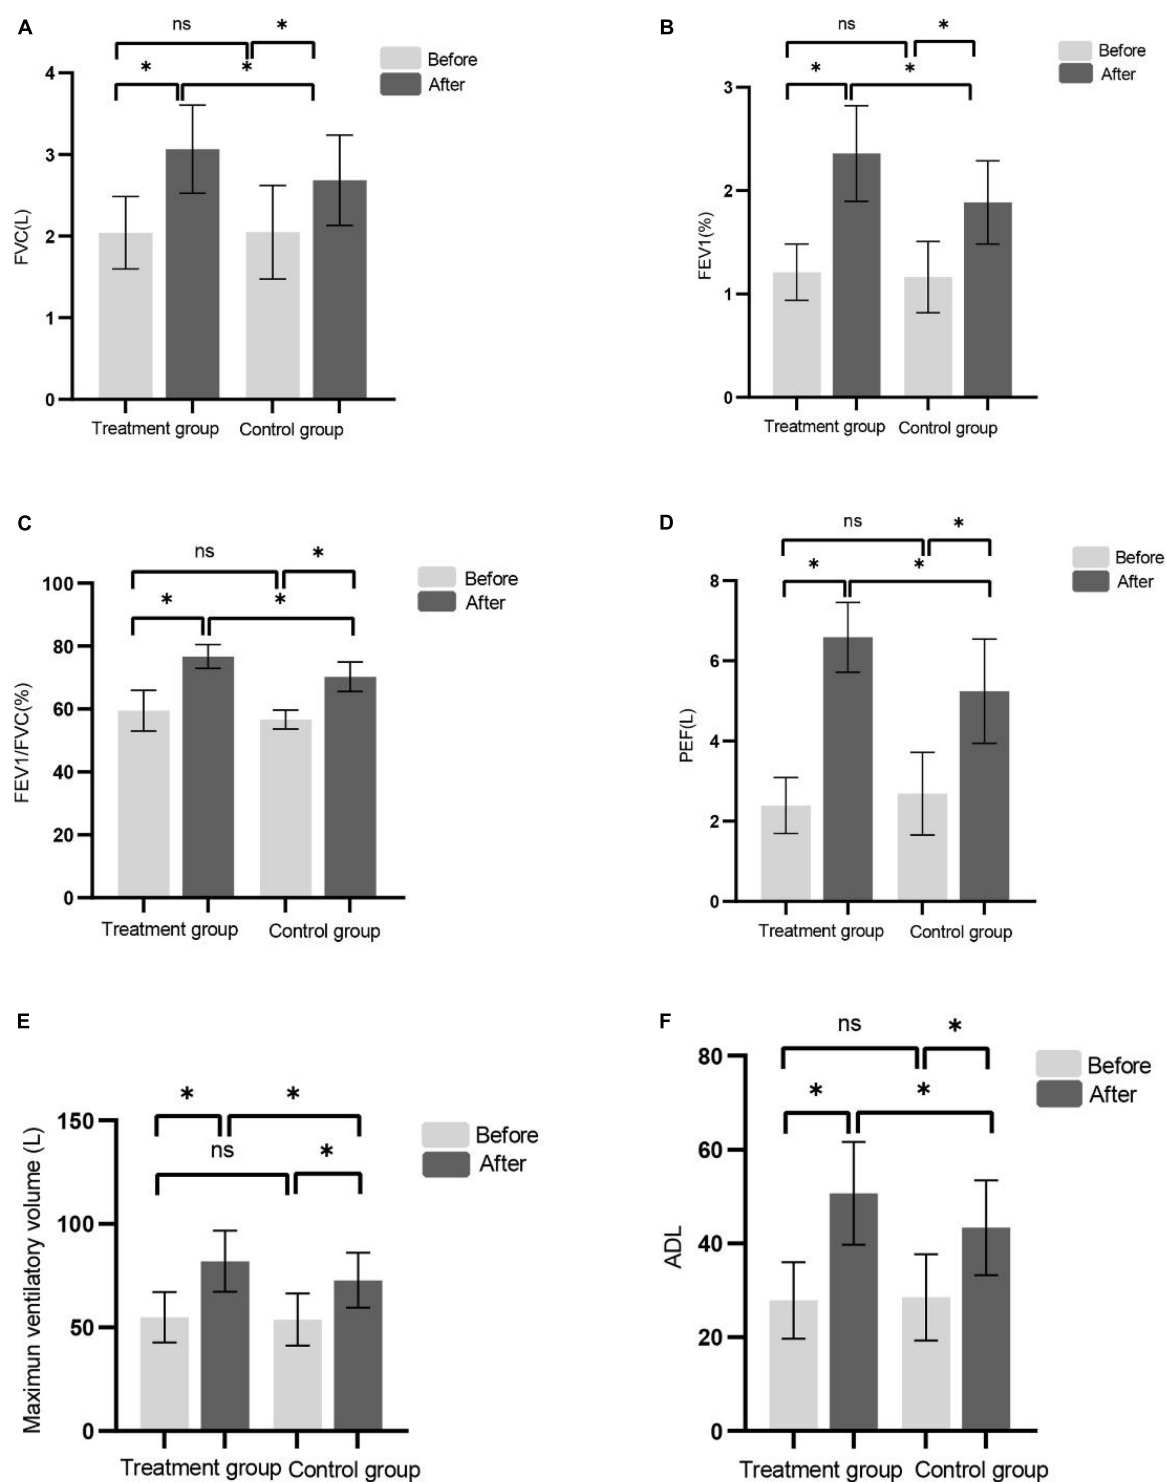 A
ns
*
Before
After
*
*
4
3
2
1
0
FVC(L)
Treatment group
Control group
B
ns
*
Before
After
*
*
3
2
1
0
FEV1(%)
Treatment group
Control group
C
ns
*
Before
After
*
*
100
80
60
40
20
0
FEV1/FVC(%)
Treatment group
Control group
D
ns
*
Before
After
*
*
8
6
4
2
0
PEF(L)
Treatment group
Control group
E
*
*
Before
After
ns
*
150
100
50
0
Maximun ventilatory volume (L)
Treatment group
Control group
F
ns
*
Before
After
*
*
80
60
40
20
0
ADL
Treatment group
Control group